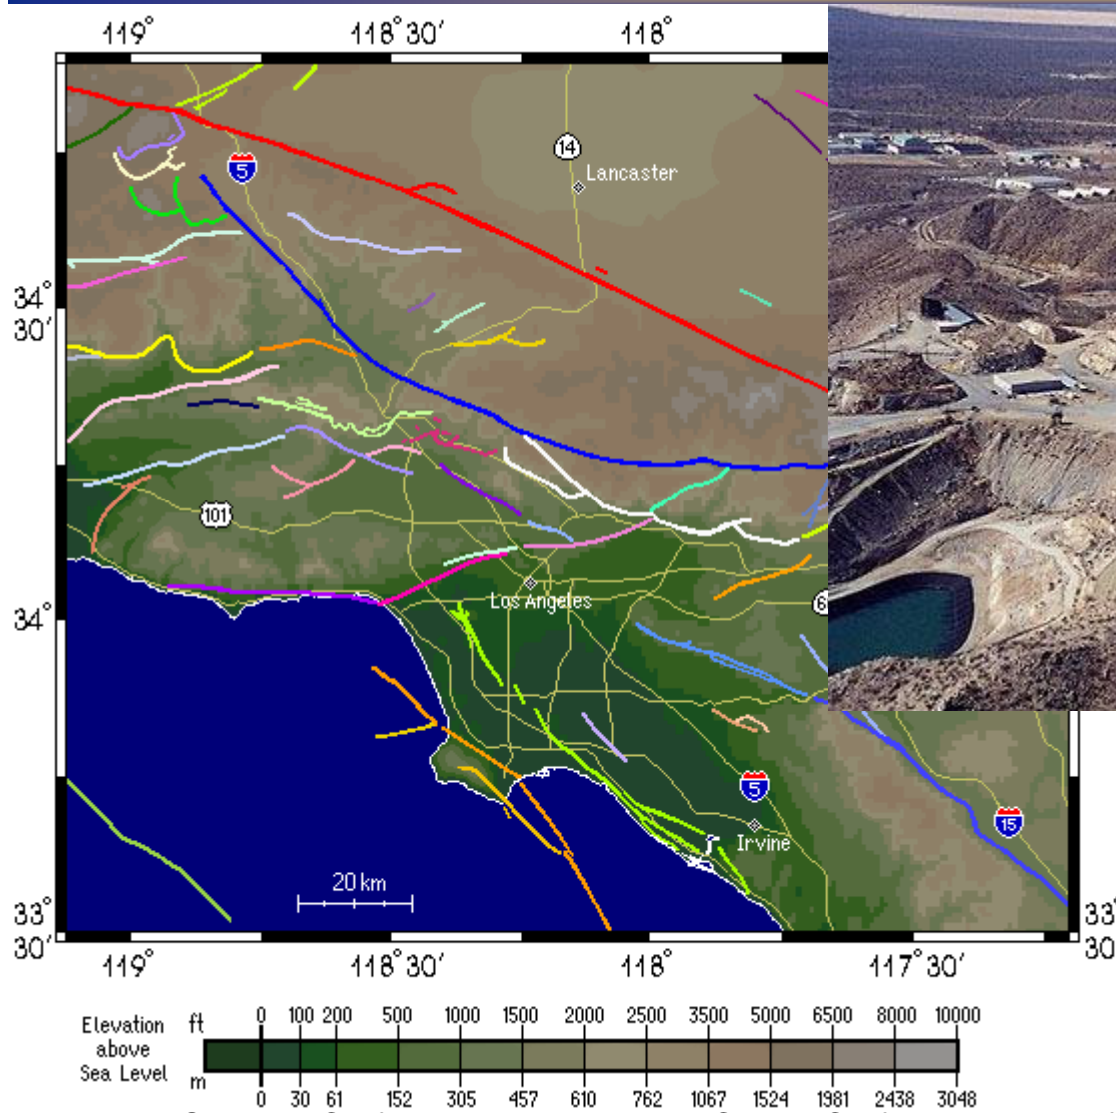 119° 118°30′ 118°
14
5
Lancaster
34°
30′
101
Los Angeles
34°
6
5
15
Irvine
20 km
33° 33°
30′ 30′
119° 118°30′ 118° 117°30′
Elevation above Sea Level
ft 0 100 200 500 1000 1500 2000 2500 3500 5000 6500 8000 10000
m 0 30 61 152 305 457 610 762 1067 1524 1981 2438 3048